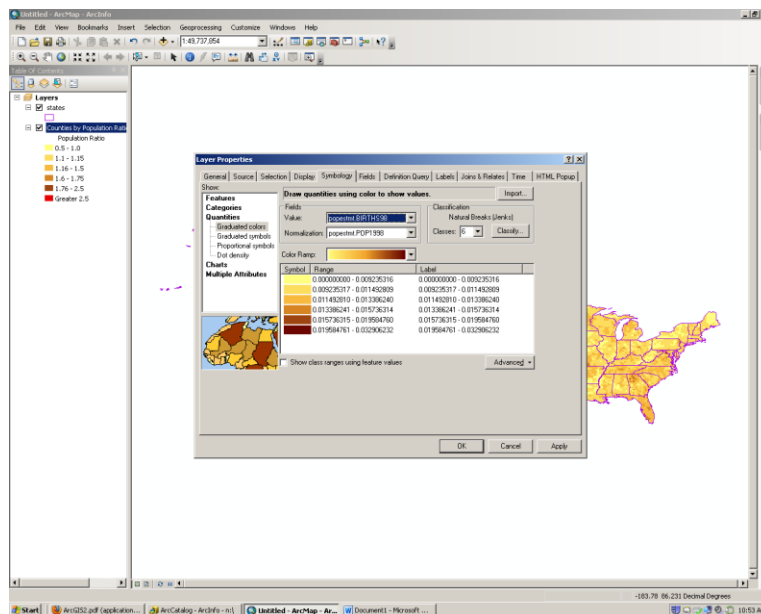 Untitled - ArcMap - ArcInfo
File Edit View Bookmarks Insert Selection Geoprocessing Customize Windows Help
1:49,737,854
Table Of Contents
Layers
states
Counties by Population Rati
Population Ratio
0.5 - 1.0
1.1 - 1.15
1.16 - 1.5
1.6 - 1.75
1.76 - 2.5
Greater 2.5
Layer Properties
General Source Selection Display Symbology Fields Definition Query Labels Joins & Relates Time HTML Popup
Show:
Features
Categories
Quantities
Graduated colors
Graduated symbols
Proportional symbols
Dot density
Charts
Multiple Attributes
Draw quantities using color to show values.
Import...
Fields
Value: popestmt.BIRTHS98
Normalization: popestmt.POP1998
Classification
Natural Breaks (Jenks)
Classes: 6 Classify...
Color Ramp:
Symbol Range Label
0.000000000 - 0.009235316 0.000000000 - 0.009235316
0.009235317 - 0.011492809 0.009235317 - 0.011492809
0.011492810 - 0.013386240 0.011492810 - 0.013386240
0.013386241 - 0.015736314 0.013386241 - 0.015736314
0.015736315 - 0.019584760 0.015736315 - 0.019584760
0.019584761 - 0.032906232 0.019584761 - 0.032906232
Show class ranges using feature values
Advanced
OK Cancel Apply
-183.78 86.231 Decimal Degrees
Start ArcGIS2.pdf (application... ArcCatalog - ArcInfo - n:\ Untitled - ArcMap - Ar... Document1 - Microsoft ... 10:53 A